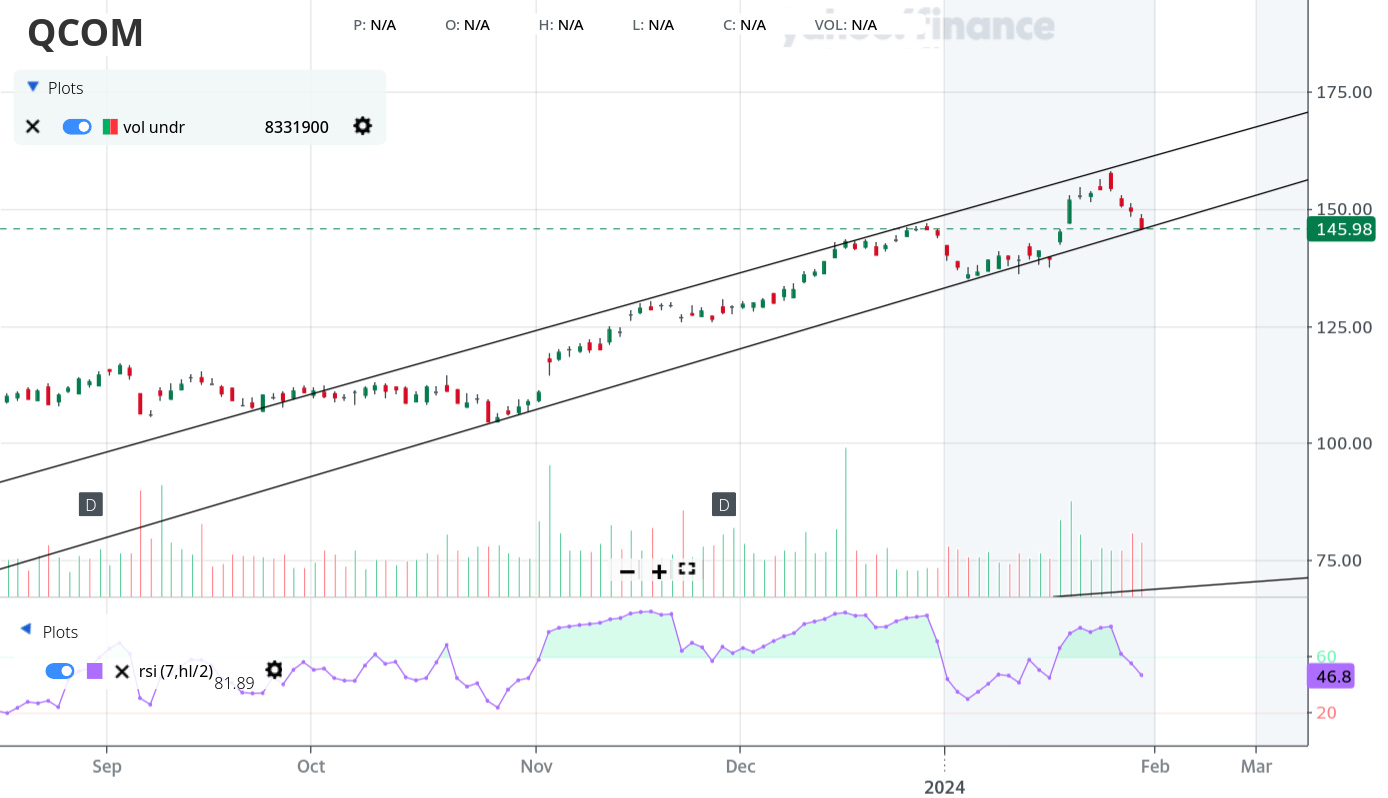 QCOM
P: N/A O: N/A H: N/A L: N/A C: N/A VOL: N/A
yahoo!finance
Plots
vol undr 8331900
175.00
150.00
145.98
125.00
100.00
D D
75.00
Plots
rsi (7,hl/2) 81.89
60
46.8
20
Sep Oct Nov Dec 2024 Feb Mar